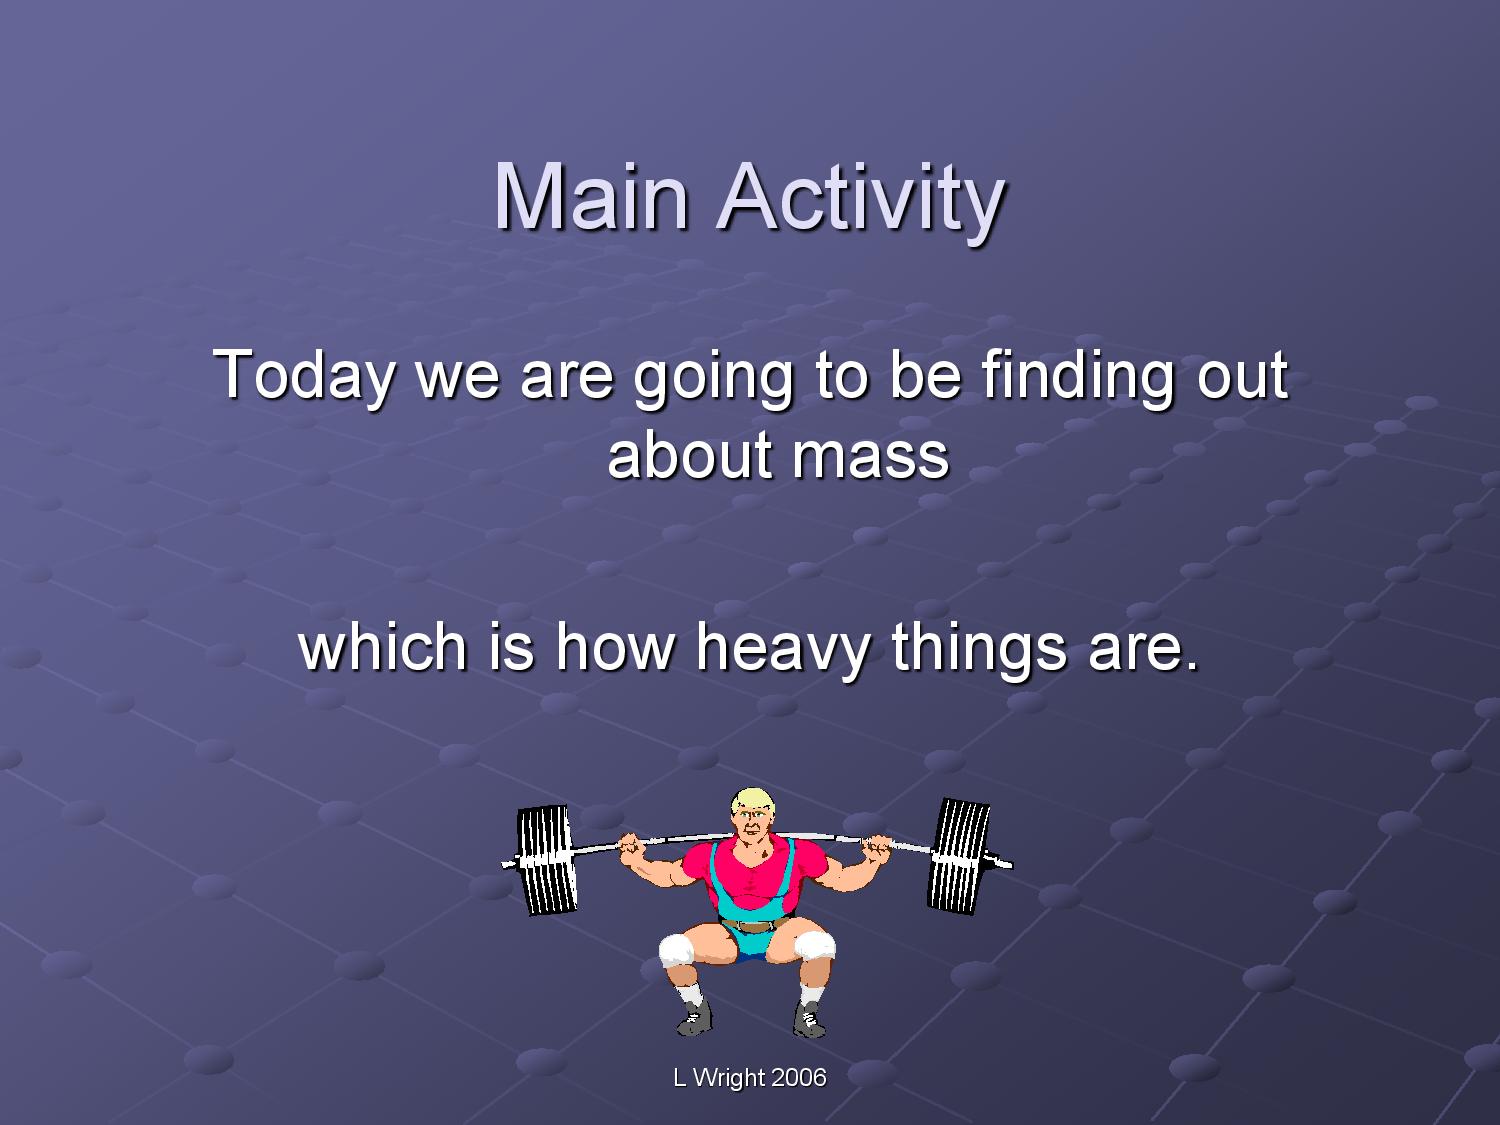 Main Activity
Today we are going to be finding out
about mass
which is how heavy things are.
L Wright 2006